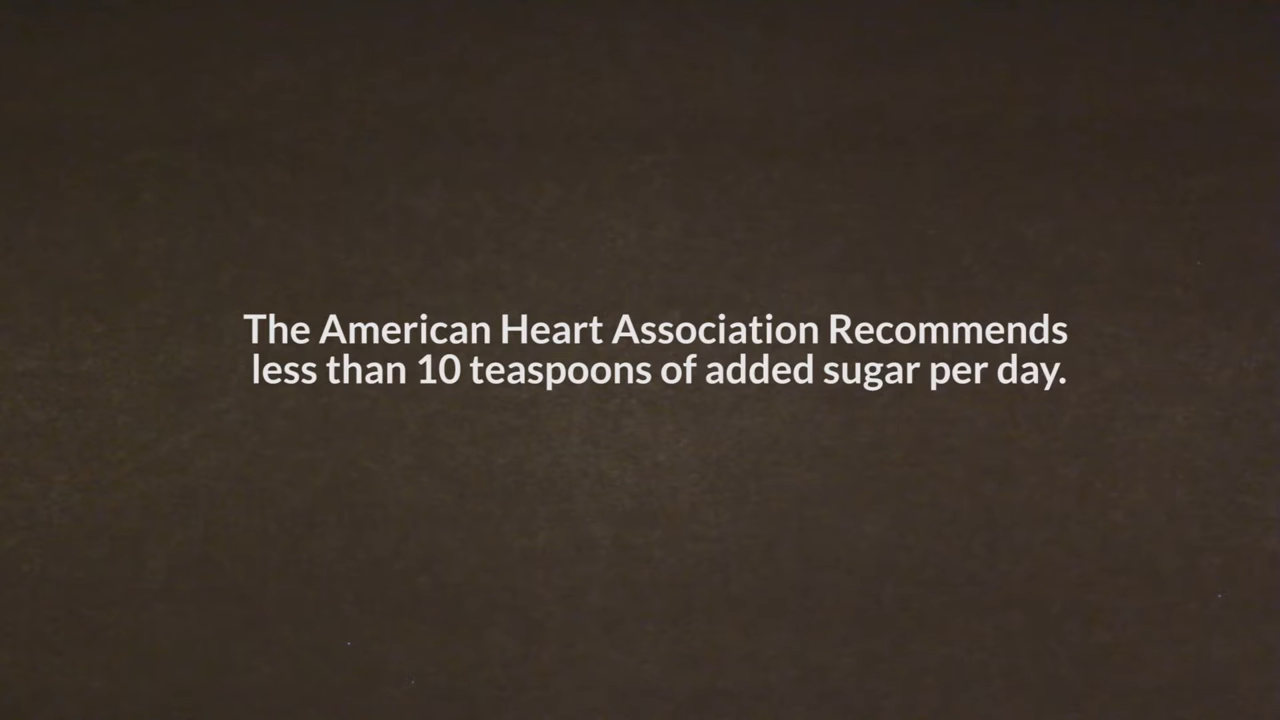 The American Heart Association Recommends
less than 10 teaspoons of added sugar per day.